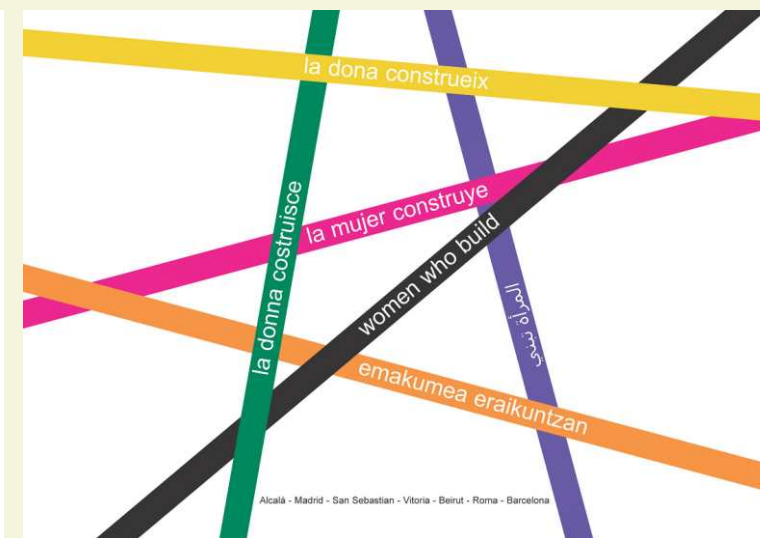 la dona construeix
la donna costruisce
la mujer construye
women who build
المرأة تبني
emakumea eraikuntzan
Alcalá - Madrid - San Sebastian - Vitoria - Beirut - Roma - Barcelona